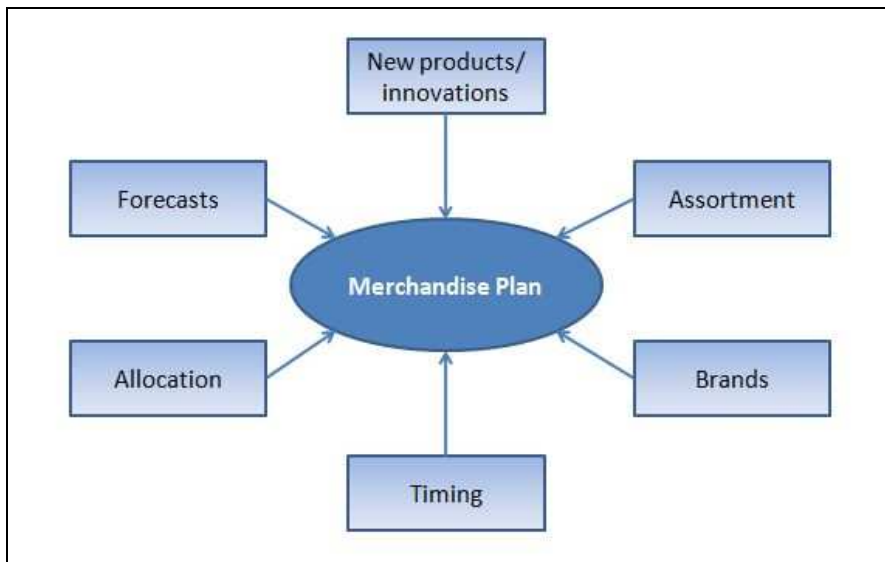 New products/
innovations
Forecasts
Assortment
Merchandise Plan
Allocation
Brands
Timing